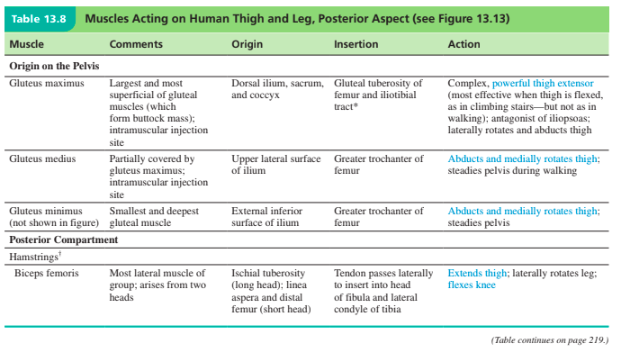 Table 13.8 Muscles Acting on Human Thigh and Leg, Posterior Aspect (see Figure 13.13)
Muscle Comments Origin Insertion Action
Origin on the Pelvis
Gluteus maximus Largest and most Dorsal ilium, sacrum, Gluteal tuberosity of Complex, powerful thigh extensor
superficial of gluteal and coccyx femur and iliotibial (most effective when thigh is flexed,
muscles (which tract* as in climbing stairs—but not as in
form buttock mass); walking); antagonist of iliopsoas;
intramuscular injection laterally rotates and abducts thigh
site
Gluteus medius Partially covered by Upper lateral surface Greater trochanter of Abducts and medially rotates thigh;
gluteus maximus; of ilium femur steadies pelvis during walking
intramuscular injection
site
Gluteus minimus Smallest and deepest External inferior Greater trochanter of Abducts and medially rotates thigh;
(not shown in figure) gluteal muscle surface of ilium femur steadies pelvis
Posterior Compartment
Hamstrings†
Biceps femoris Most lateral muscle of Ischial tuberosity Tendon passes laterally Extends thigh; laterally rotates leg;
group; arises from two (long head); linea to insert into head flexes knee
heads aspera and distal of fibula and lateral
femur (short head) condyle of tibia
(Table continues on page 219.)